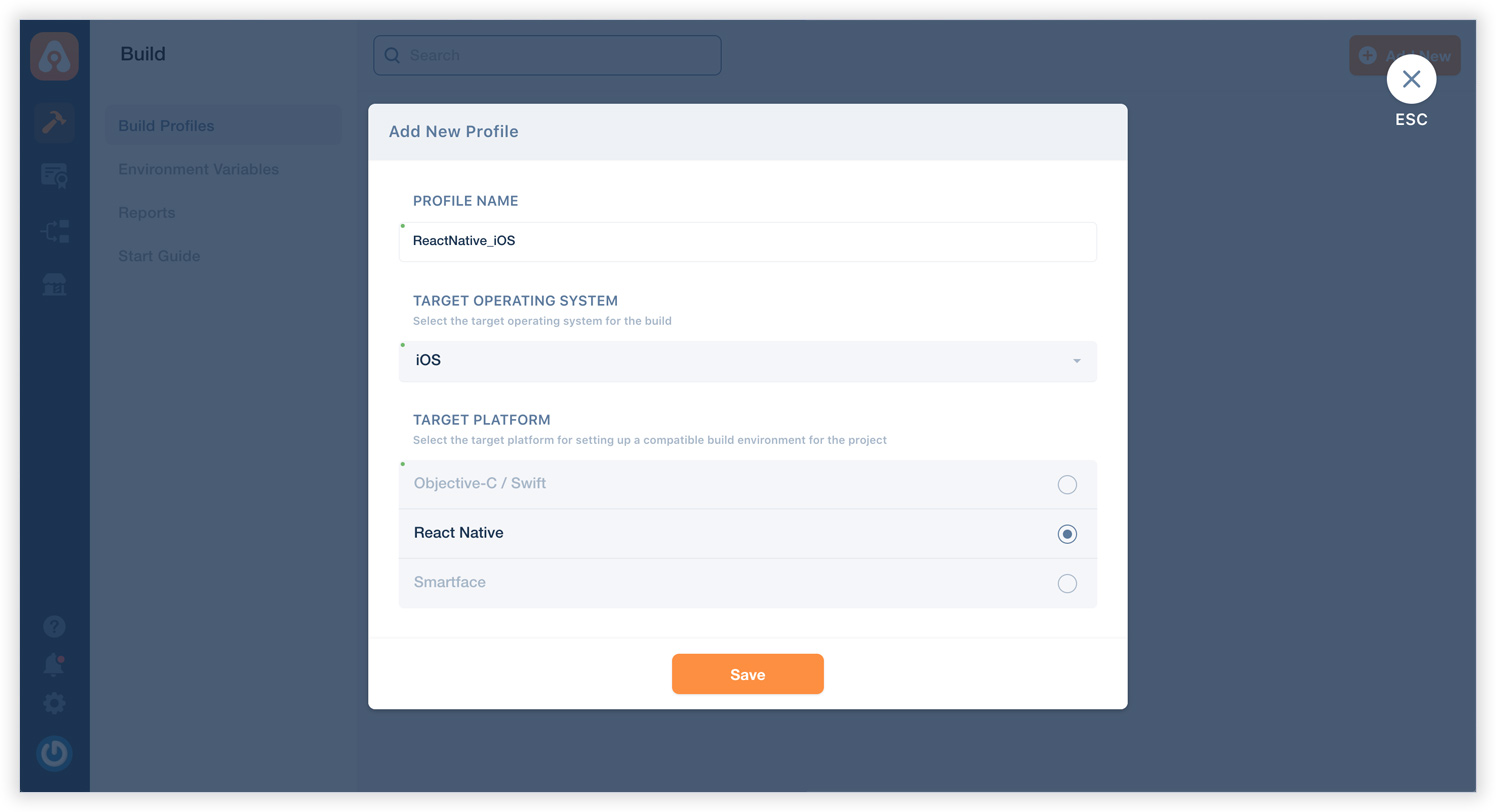 Build
Search
Add New
ESC
Build Profiles
Environment Variables
Reports
Start Guide
Add New Profile
PROFILE NAME
ReactNative_iOS
TARGET OPERATING SYSTEM
Select the target operating system for the build
iOS
TARGET PLATFORM
Select the target platform for setting up a compatible build environment for the project
Objective-C / Swift
React Native
Smartface
Save